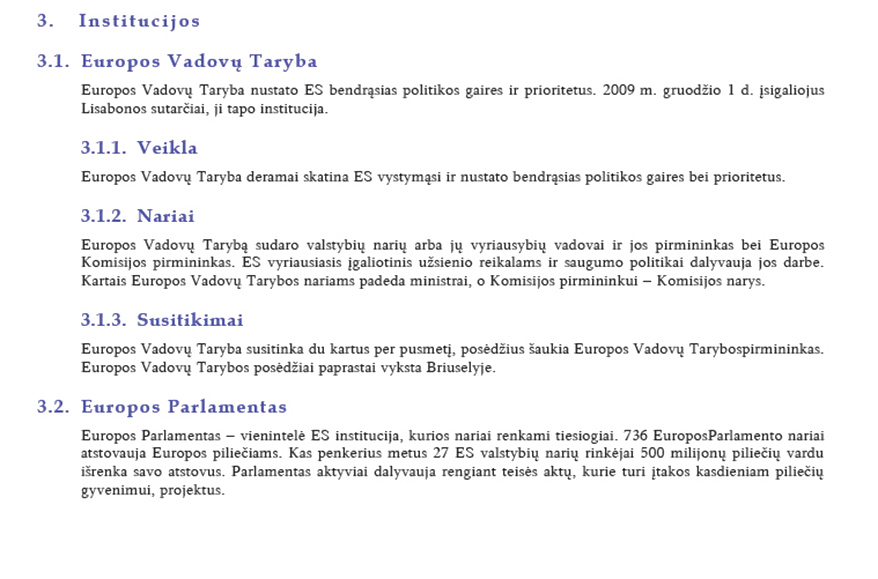 3. Institucijos
3.1. Europos Vadovų Taryba
Europos Vadovų Taryba nustato ES bendrąsias politikos gaires ir prioritetus. 2009 m. gruodžio 1 d. įsigaliojus
Lisabonos sutarčiai, ji tapo institucija.
3.1.1. Veikla
Europos Vadovų Taryba deramai skatina ES vystymąsi ir nustato bendrąsias politikos gaires bei prioritetus.
3.1.2. Nariai
Europos Vadovų Tarybą sudaro valstybių narių arba jų vyriausybių vadovai ir jos pirmininkas bei Europos
Komisijos pirmininkas. ES vyriausiasis įgaliotinis užsienio reikalams ir saugumo politikai dalyvauja jos darbe.
Kartais Europos Vadovų Tarybos nariams padeda ministrai, o Komisijos pirmininkui – Komisijos narys.
3.1.3. Susitikimai
Europos Vadovų Taryba susitinka du kartus per pusmetį, posėdžius šaukia Europos Vadovų Tarybospirmininkas.
Europos Vadovų Tarybos posėdžiai paprastai vyksta Briuselyje.
3.2. Europos Parlamentas
Europos Parlamentas – vienintelė ES institucija, kurios nariai renkami tiesiogiai. 736 EuroposParlamento nariai
atstovauja Europos piliečiams. Kas penkerius metus 27 ES valstybių narių rinkėjai 500 milijonų piliečių vardu
išrenka savo atstovus. Parlamentas aktyviai dalyvauja rengiant teisės aktų, kurie turi įtakos kasdieniam piliečių
gyvenimui, projektus.